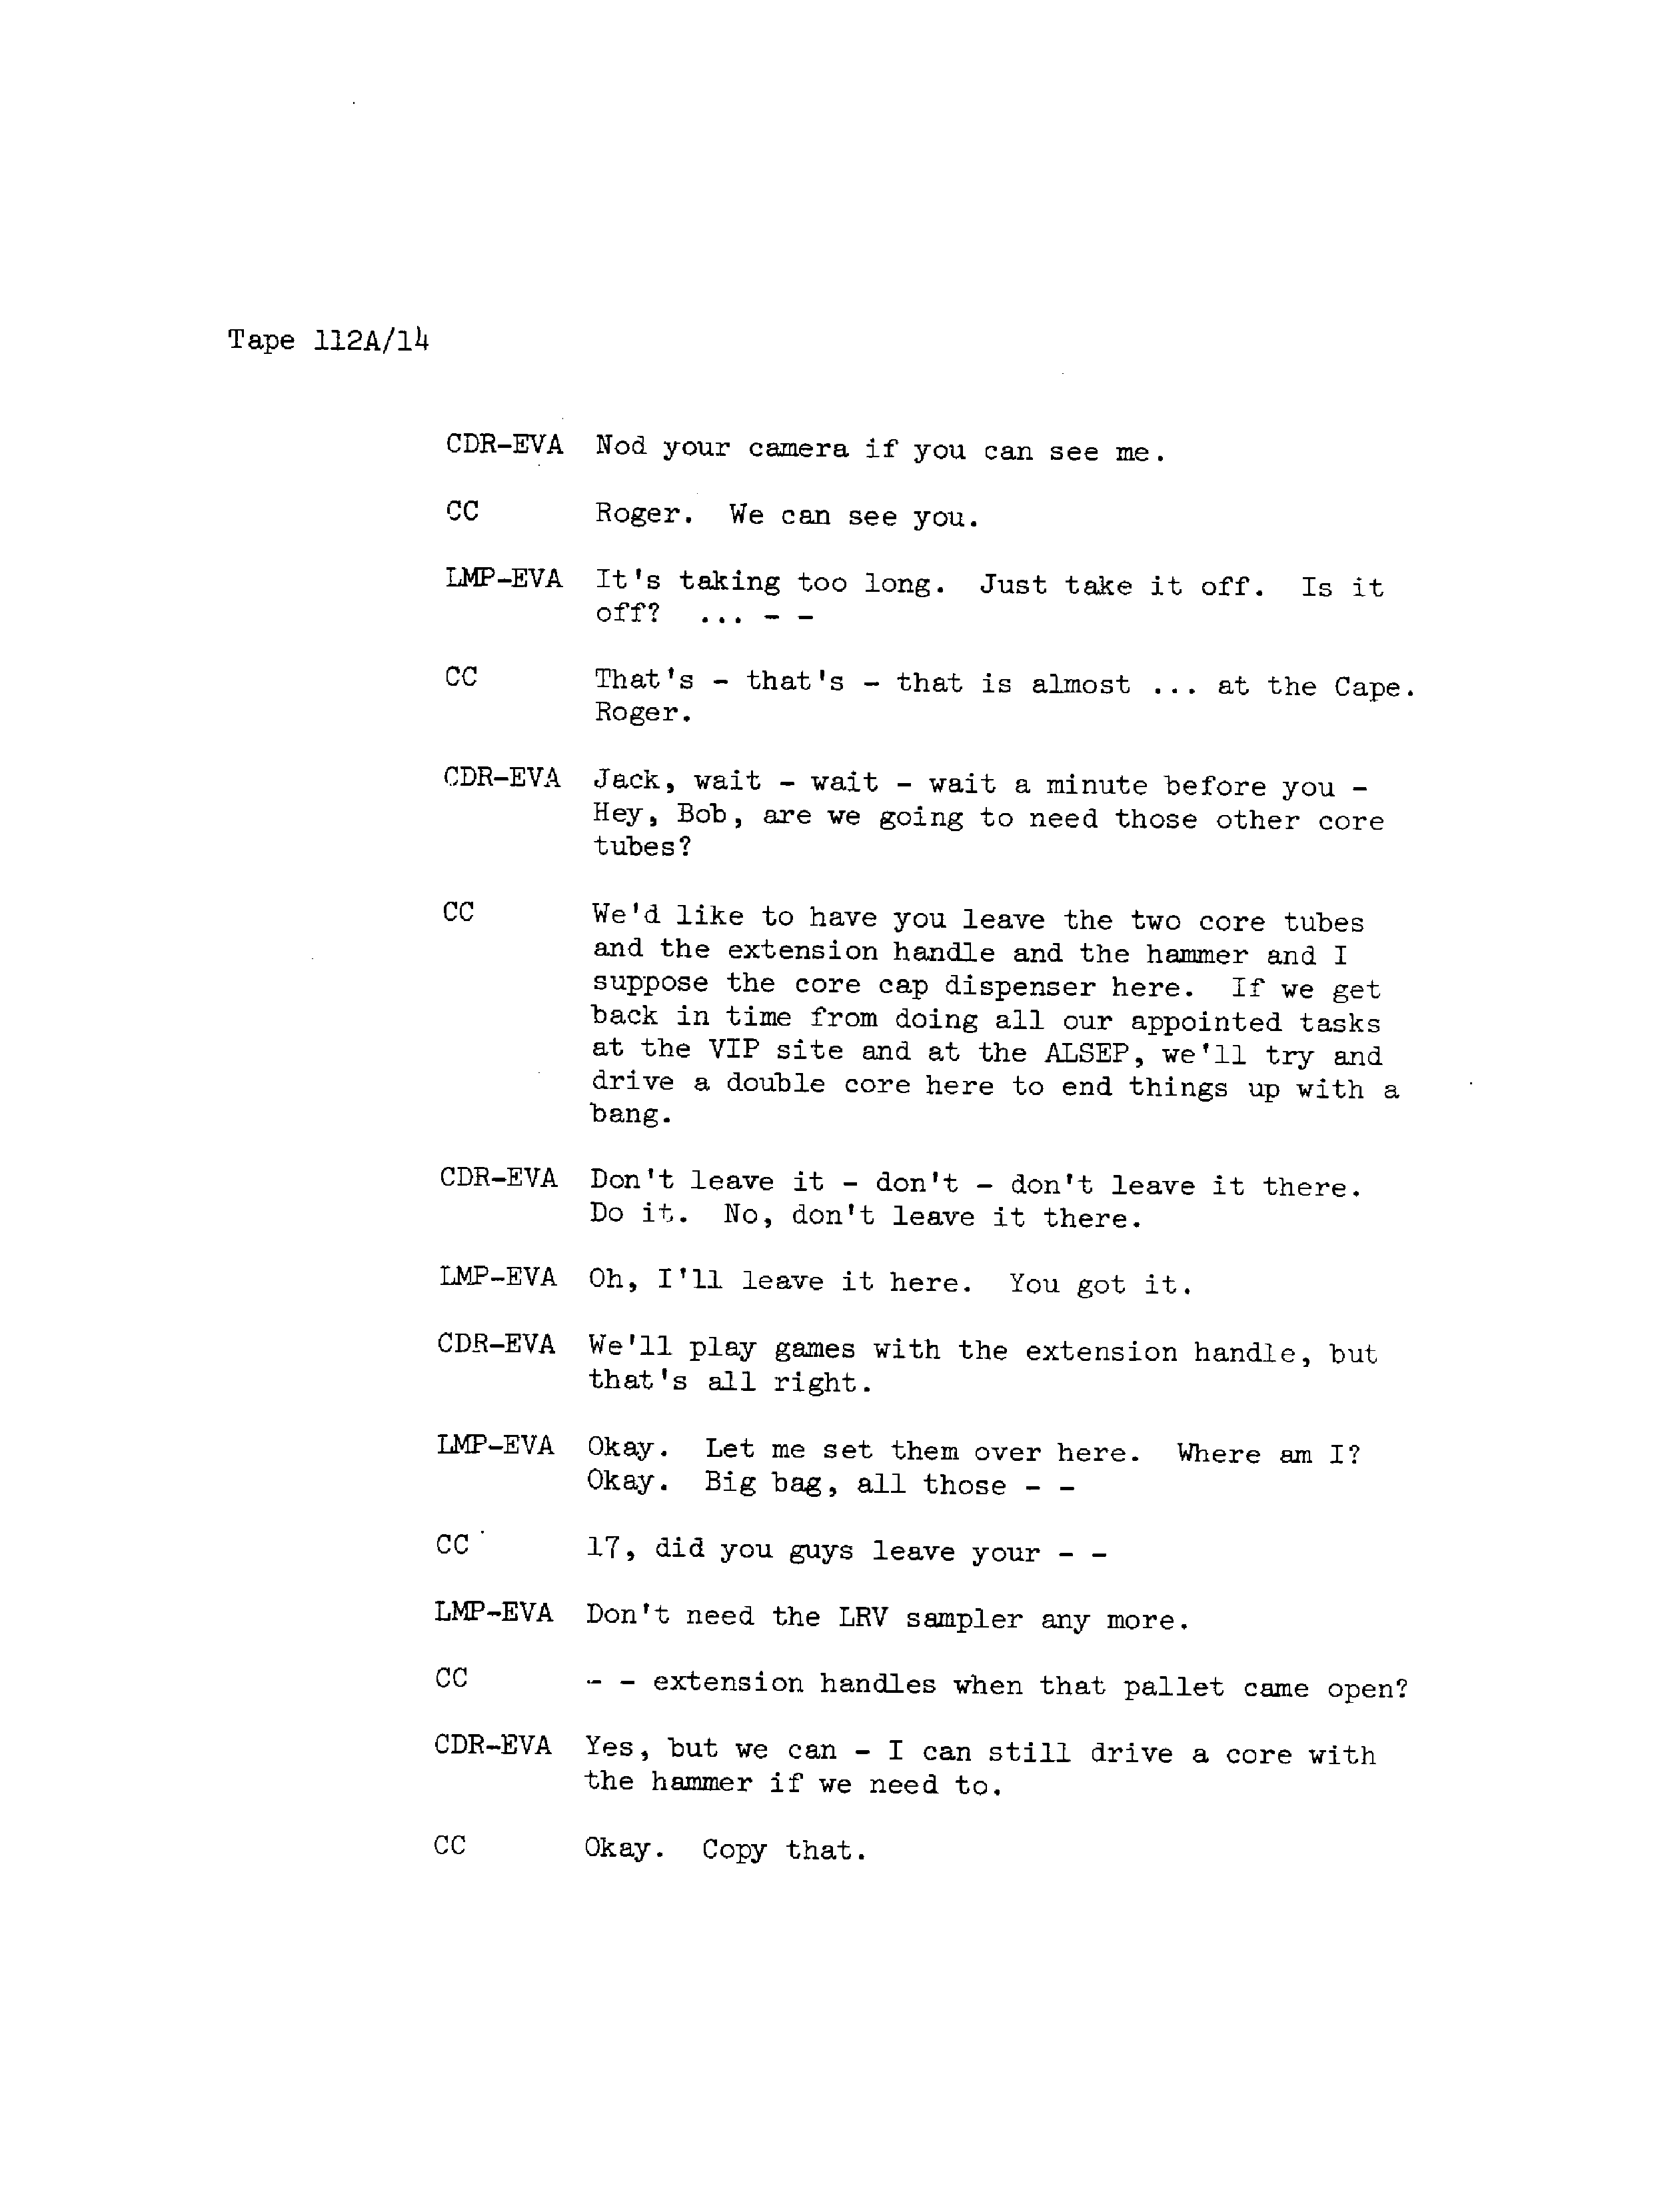 Tape 112A/14
CDR-EVA Nod your camera if you can see me.
CC Roger. We can see you.
LMP-EVA It's taking too long. Just take it off. Is it
off? ... - -
CC That's - that's - that is almost ... at the Cape.
Roger.
CDR-EVA Jack, wait - wait - wait a minute before you -
Hey, Bob, are we going to need those other core
tubes?
CC We'd like to have you leave the two core tubes
and the extension handle and the hammer and I
suppose the core cap dispenser here. If we get
back in time from doing all our appointed tasks
at the VIP site and at the ALSEP, we'll try and
drive a double core here to end things up with a
bang.
CDR-EVA Don't leave it - don't - don't leave it there.
Do it. No, don't leave it there.
LMP-EVA Oh, I'll leave it here. You got it.
CDR-EVA We'll play games with the extension handle, but
that's all right.
LMP-EVA Okay. Let me set them over here. Where am I?
Okay. Big bag, all those - -
CC 17, did you guys leave your - -
LMP-EVA Don't need the LRV sampler any more.
CC - - extension handles when that pallet came open?
CDR-EVA Yes, but we can - I can still drive a core with
the hammer if we need to.
CC Okay. Copy that.